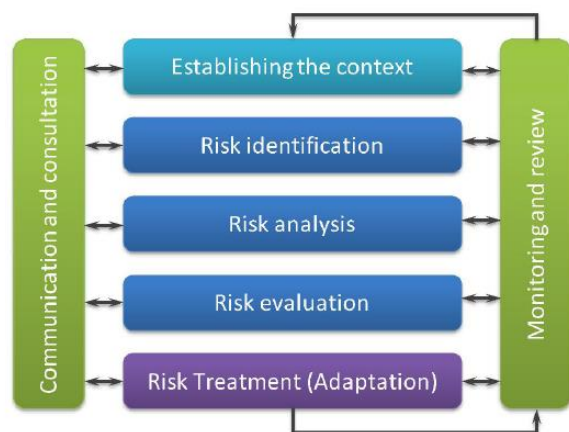 Establishing the context
Communication and consultation
Risk identification
Risk analysis
Risk evaluation
Risk Treatment (Adaptation)
Monitoring and review